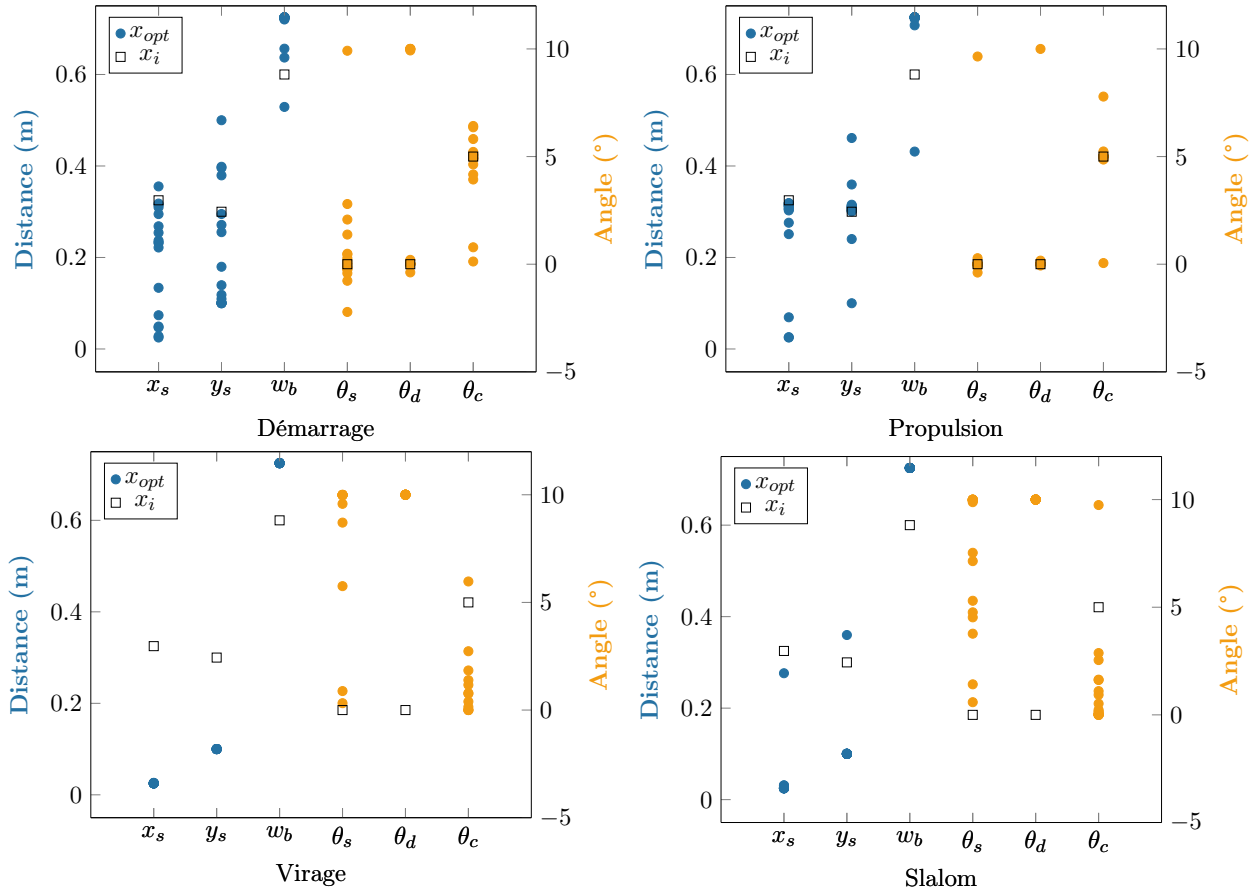 x_opt
x_i
Distance (m)
0.6
0.4
0.2
0
Angle (°)
10
5
0
−5
x_s y_s w_b θ_s θ_d θ_c
Démarrage
x_opt
x_i
Distance (m)
0.6
0.4
0.2
0
Angle (°)
10
5
0
−5
x_s y_s w_b θ_s θ_d θ_c
Propulsion
x_opt
x_i
Distance (m)
0.6
0.4
0.2
0
Angle (°)
10
5
0
−5
x_s y_s w_b θ_s θ_d θ_c
Virage
x_opt
x_i
Distance (m)
0.6
0.4
0.2
0
Angle (°)
10
5
0
−5
x_s y_s w_b θ_s θ_d θ_c
Slalom